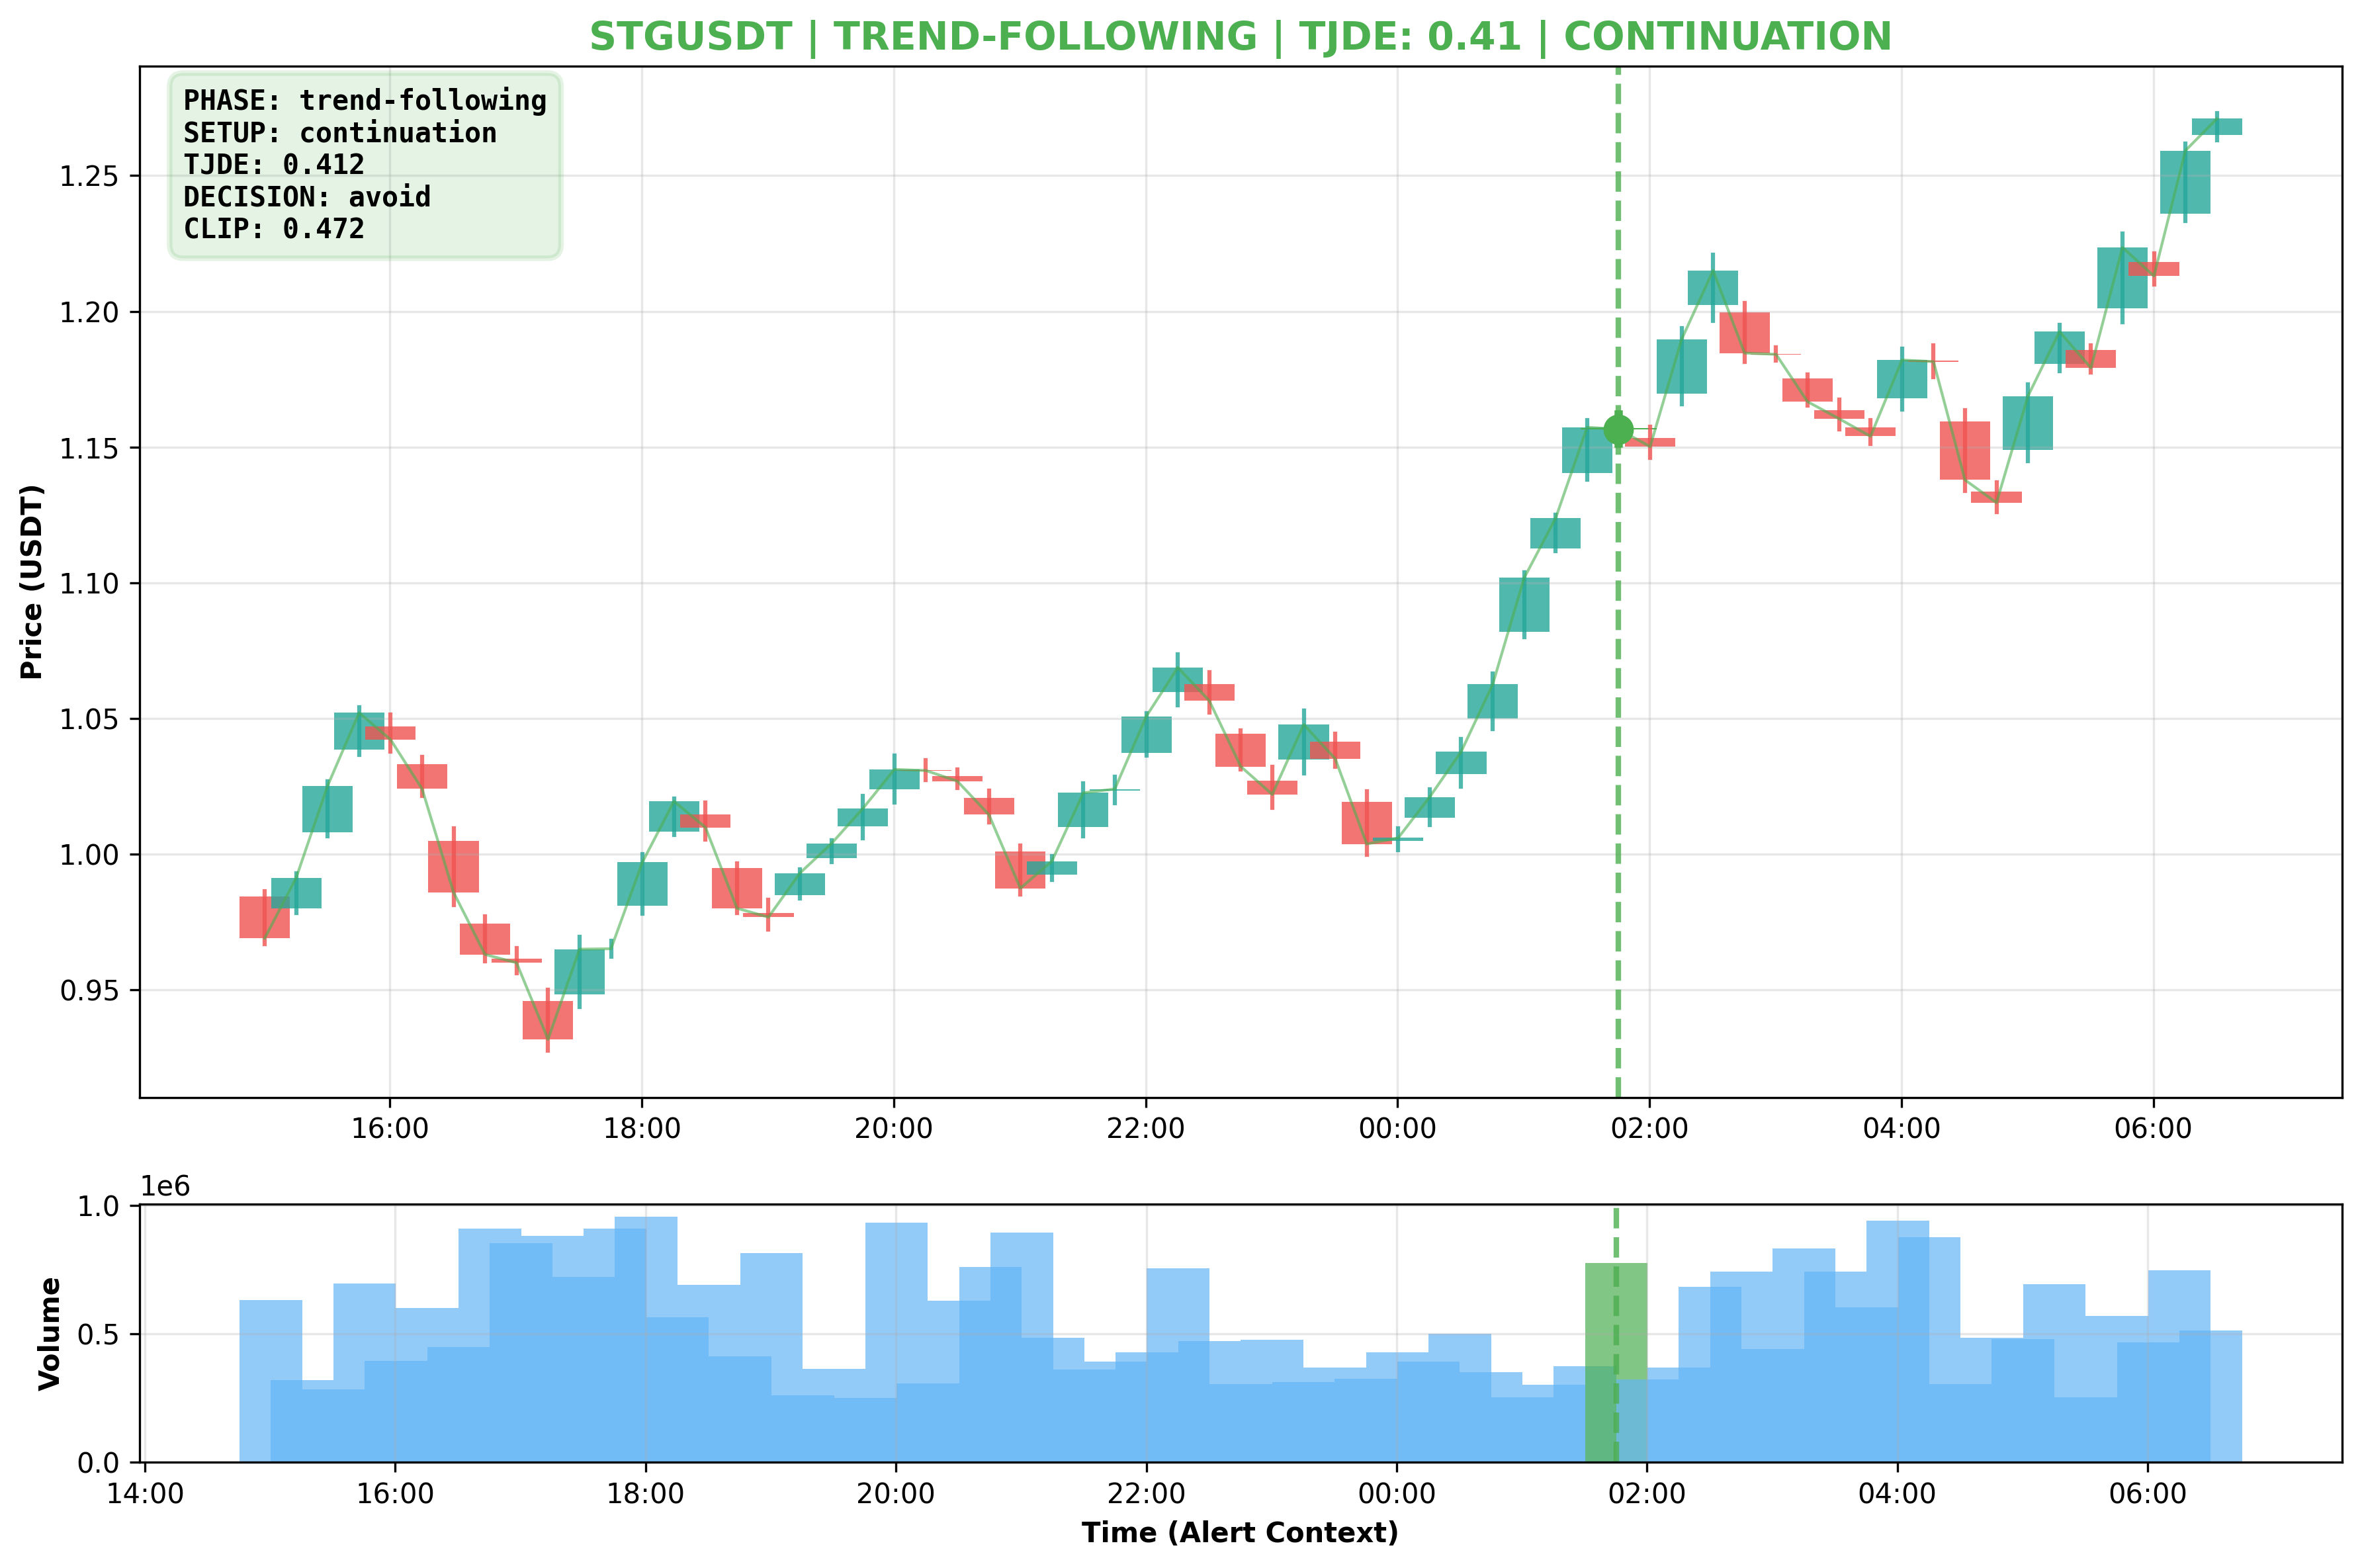 STGUSDT | TREND-FOLLOWING | TJDE: 0.41 | CONTINUATION
PHASE: trend-following
SETUP: continuation
TJDE: 0.412
DECISION: avoid
CLIP: 0.472
Price (USDT)
1.25
1.20
1.15
1.10
1.05
1.00
0.95
16:00 18:00 20:00 22:00 00:00 02:00 04:00 06:00
1e6
Volume
1.0
0.5
0.0
14:00 16:00 18:00 20:00 22:00 00:00 02:00 04:00 06:00
Time (Alert Context)